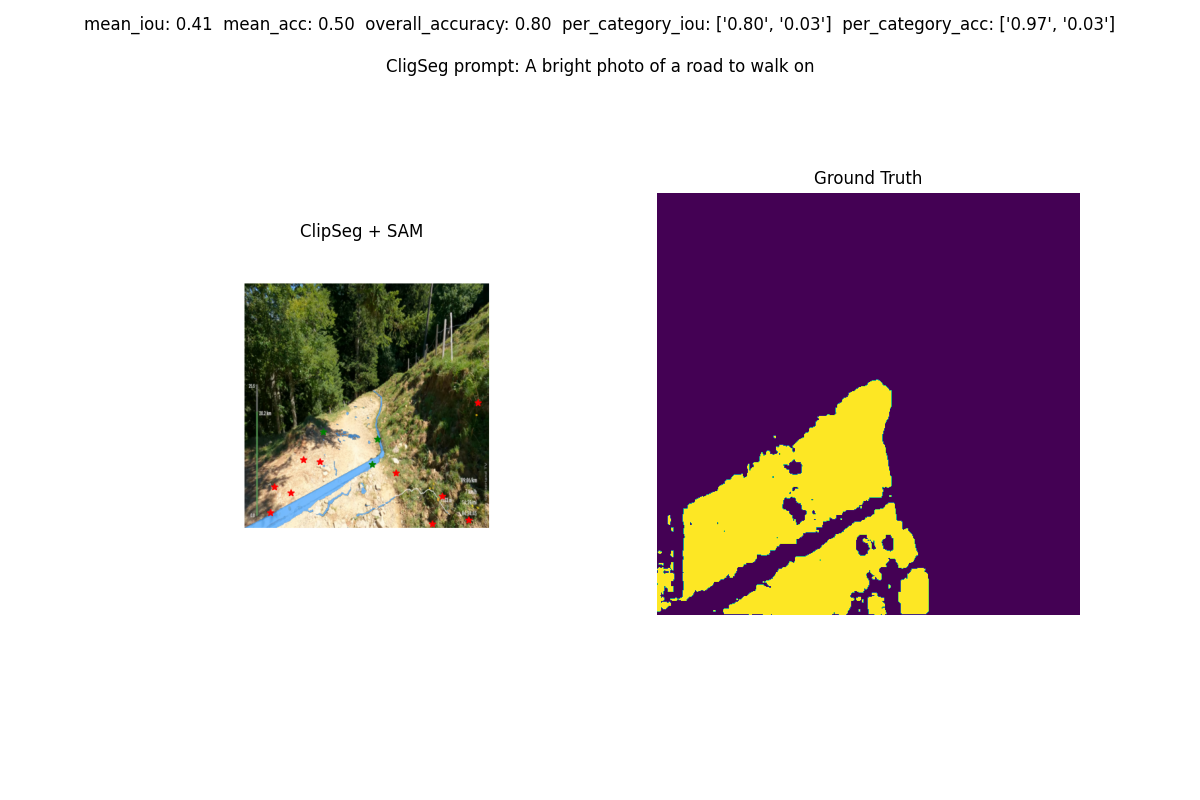 mean_iou: 0.41  mean_acc: 0.50  overall_accuracy: 0.80  per_category_iou: ['0.80', '0.03']  per_category_acc: ['0.97', '0.03']
CligSeg prompt: A bright photo of a road to walk on
Ground Truth
ClipSeg + SAM